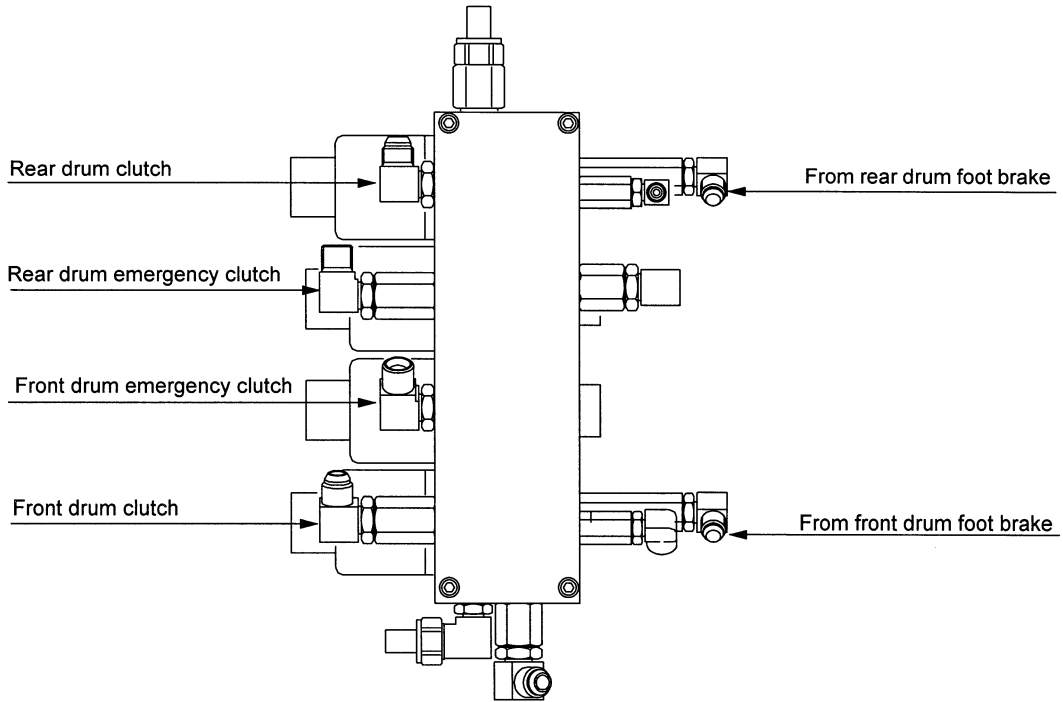 Rear drum clutch
From rear drum foot brake
Rear drum emergency clutch
Front drum emergency clutch
Front drum clutch
From front drum foot brake